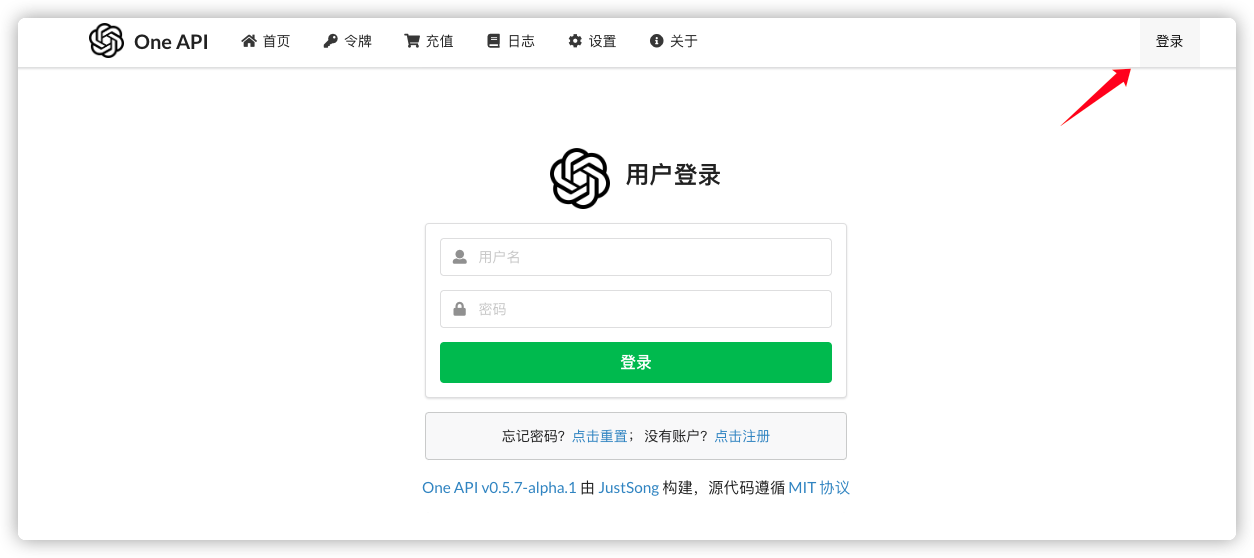 One API 首页 令牌 充值 日志 设置 关于 登录
用户登录
用户名
密码
登录
忘记密码？ 点击重置； 没有账户？ 点击注册
One API v0.5.7-alpha.1 由 JustSong 构建，源代码遵循 MIT 协议